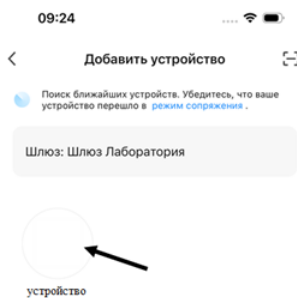 09:24
Добавить устройство
Поиск ближайших устройств. Убедитесь, что ваше
устройство перешло в режим сопряжения .
Шлюз: Шлюз Лаборатория
устройство